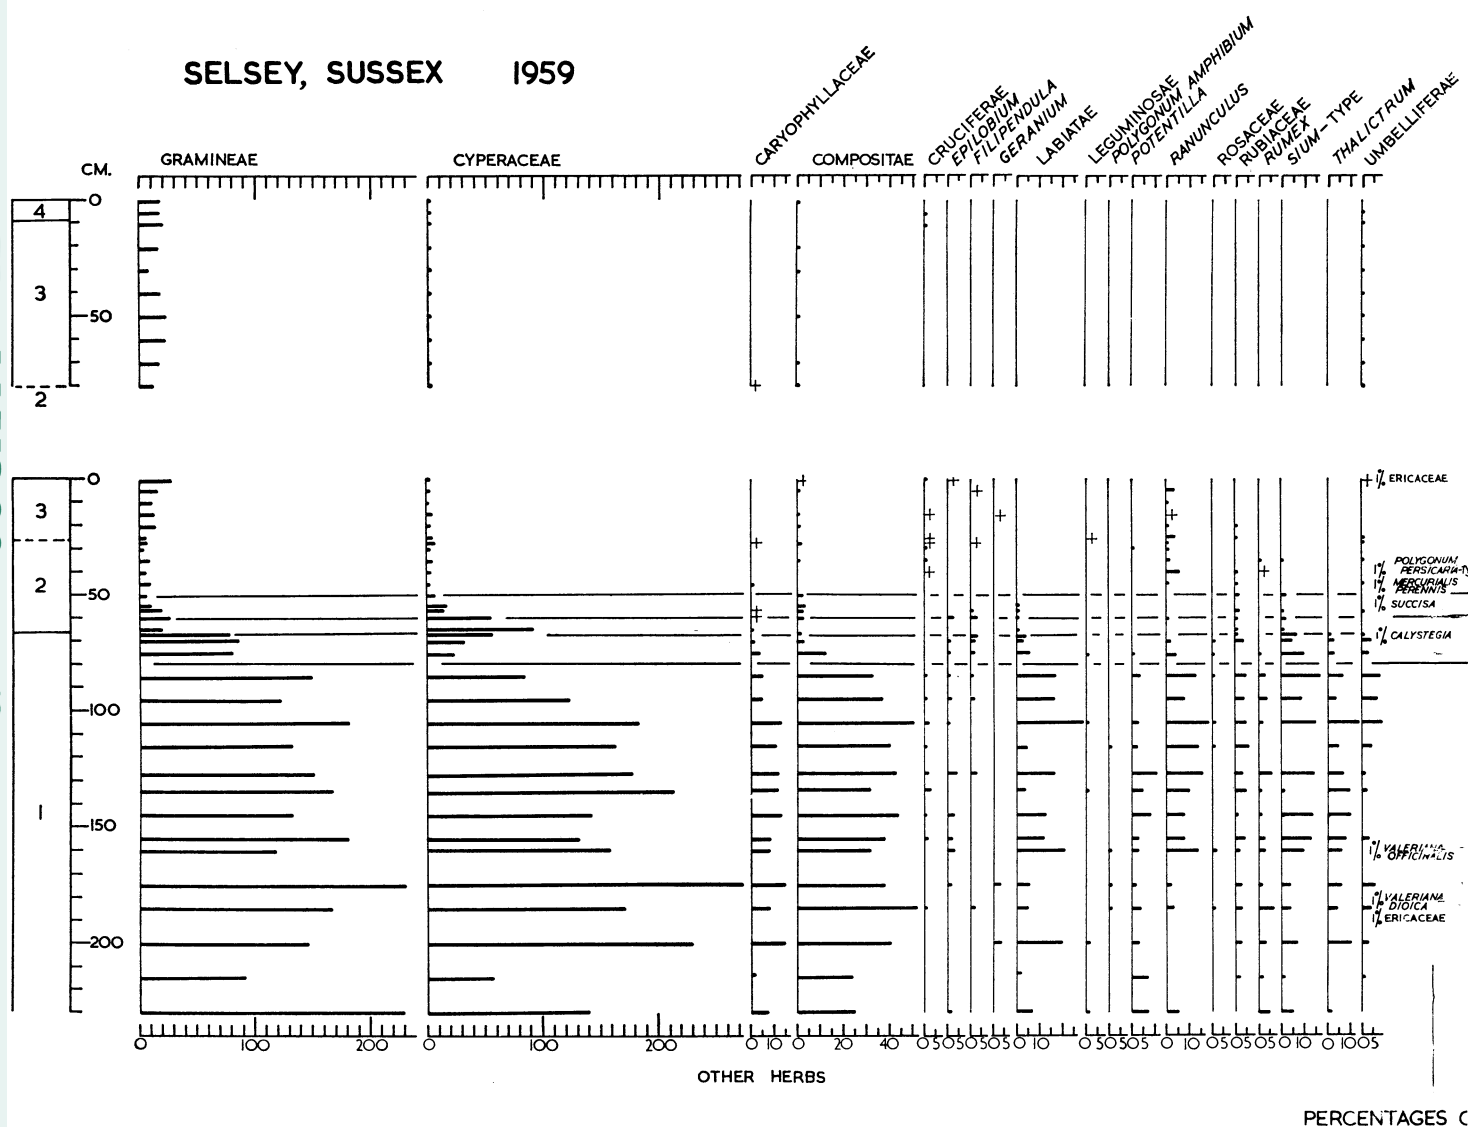 SELSEY, SUSSEX 1959
CM.
GRAMINEAE
CYPERACEAE
CARYOPHYLLACEAE
COMPOSITAE
CRUCIFERAE
EPILOBIUM
FILIPENDULA
GERANIUM
LABIATAE
LEGUMINOSAE
POLYGONUM AMPHIBIUM
POTENTILLA
RANUNCULUS
ROSACEAE
RUBIACEAE
RUMEX
SIUM-TYPE
THALICTRUM
UMBELLIFERAE
4
0
3
50
2
0
1% ERICACEAE
3
POLYGONUM
1% PERSICARIA-T
2
1% MERCURIALIS
PERENNIS
50
1% SUCCISA
1% CALYSTEGIA
100
1
150
1% VALERIANA
OFFICINALIS
1% VALERIANA
DIOICA
1% ERICACEAE
200
0 100 200 0 100 200 0 10 0 20 40 0 5 0 5 0 5 0 5 0 10 0 5 0 5 0 5 0 10 0 5 0 5 0 5 0 10 0 10 0 5
OTHER HERBS
PERCENTAGES